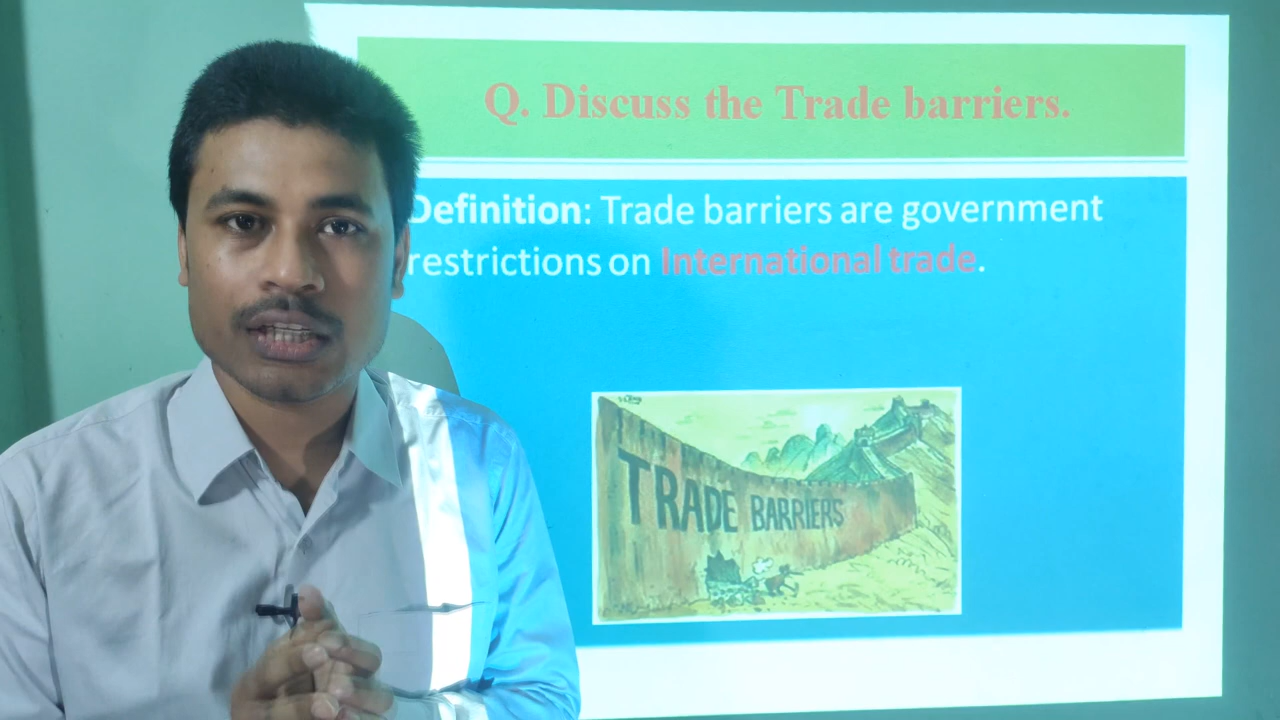 Q. Discuss the Trade barriers.
Definition: Trade barriers are government
restrictions on International trade.
TRADE BARRIERS